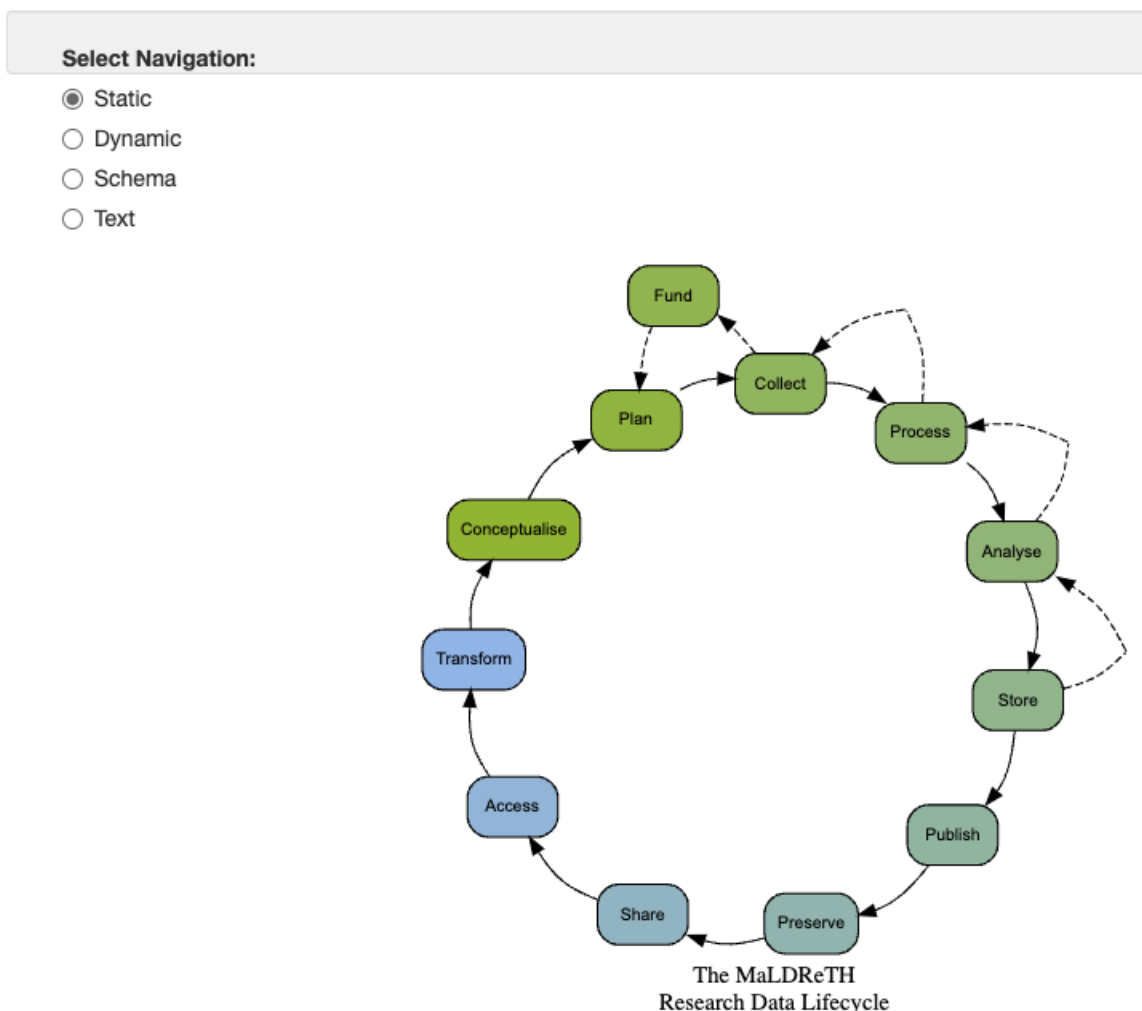 Select Navigation:
Static
Dynamic
Schema
Text
Fund
Collect
Plan
Process
Conceptualise
Analyse
Transform
Store
Access
Publish
Share
Preserve
The MaLDReTH
Research Data Lifecycle